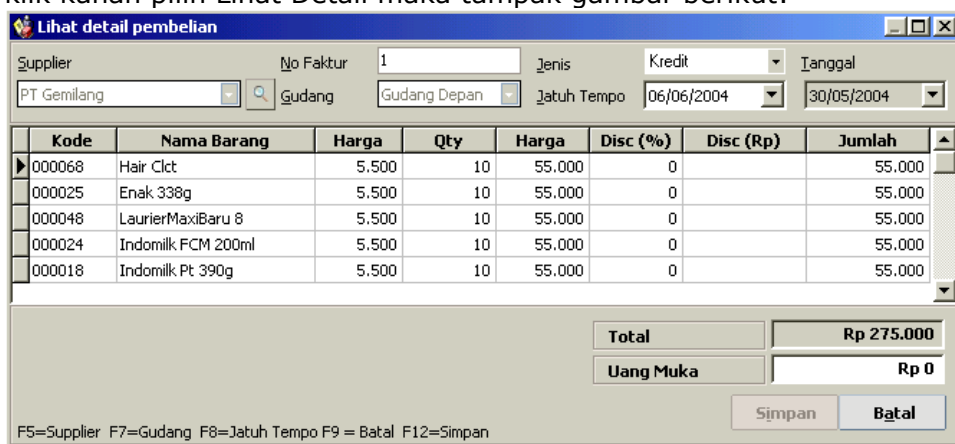 klik kanan pilih Lihat Detail maka tampak gambar berikut:
Lihat detail pembelian
Supplier No Faktur 1 Jenis Kredit Tanggal
PT Gemilang Gudang Gudang Depan Jatuh Tempo 06/06/2004 30/05/2004
Kode Nama Barang Harga Qty Harga Disc (%) Disc (Rp) Jumlah
000068 Hair Clct 5.500 10 55.000 0 55.000
000025 Enak 338g 5.500 10 55.000 0 55.000
000048 LaurierMaxiBaru 8 5.500 10 55.000 0 55.000
000024 Indomilk FCM 200ml 5.500 10 55.000 0 55.000
000018 Indomilk Pt 390g 5.500 10 55.000 0 55.000
Total Rp 275.000
Uang Muka Rp 0
Simpan Batal
F5=Supplier F7=Gudang F8=Jatuh Tempo F9 = Batal F12=Simpan